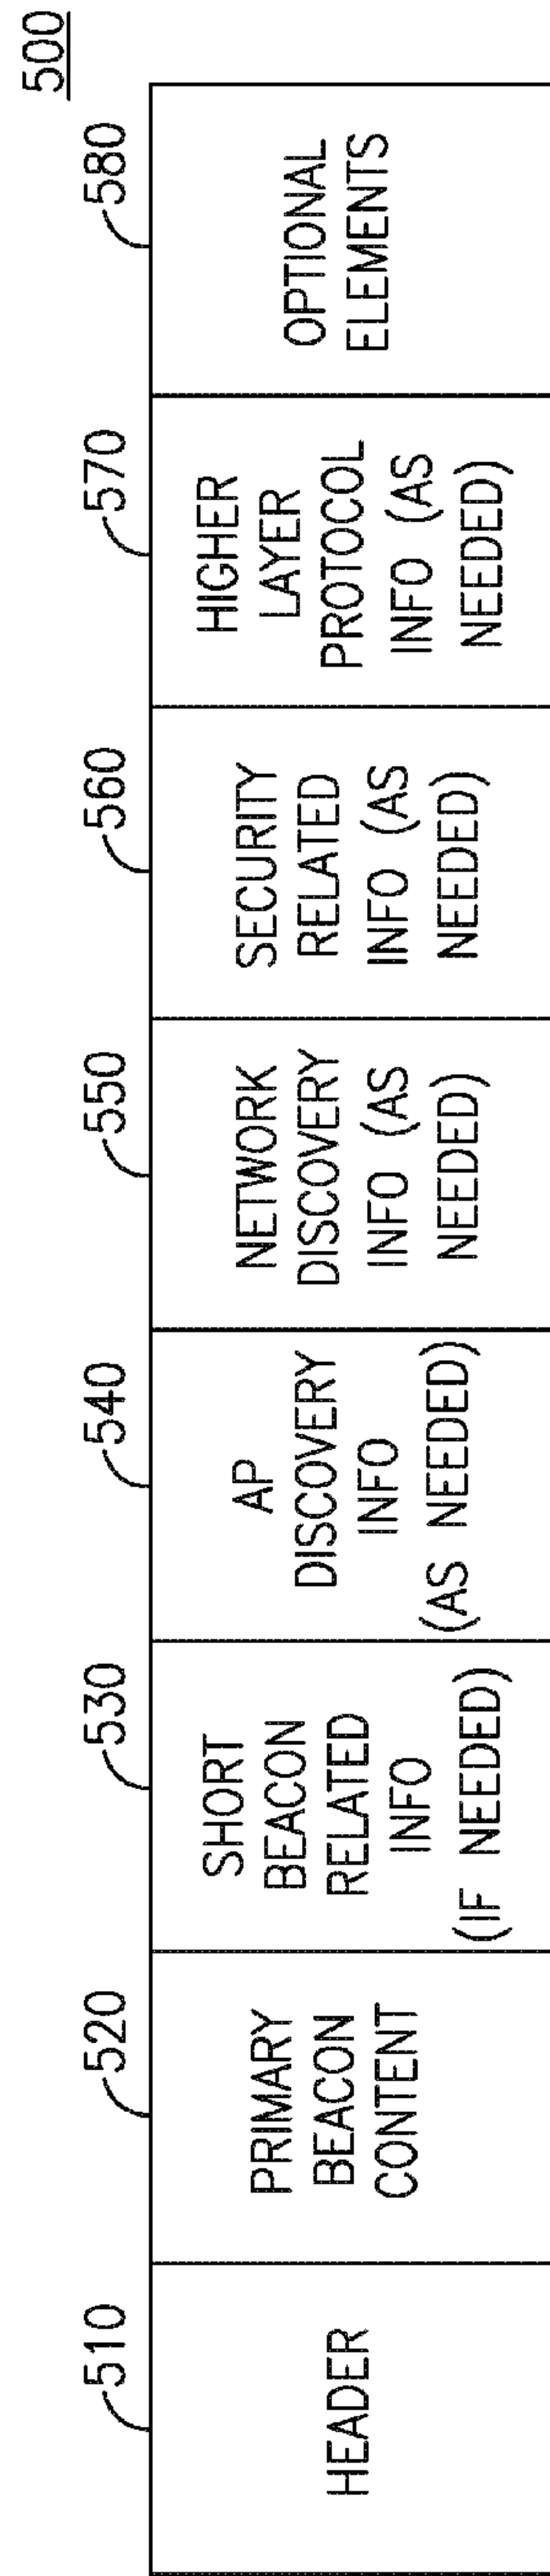 500
510
520
530
540
550
560
570
580
HEADER
PRIMARY
BEACON
CONTENT
SHORT
BEACON
RELATED
INFO
(IF NEEDED)
AP
DISCOVERY
INFO
(AS NEEDED)
NETWORK
DISCOVERY
INFO (AS
NEEDED)
SECURITY
RELATED
INFO (AS
NEEDED)
HIGHER
LAYER
PROTOCOL
INFO (AS
NEEDED)
OPTIONAL
ELEMENTS